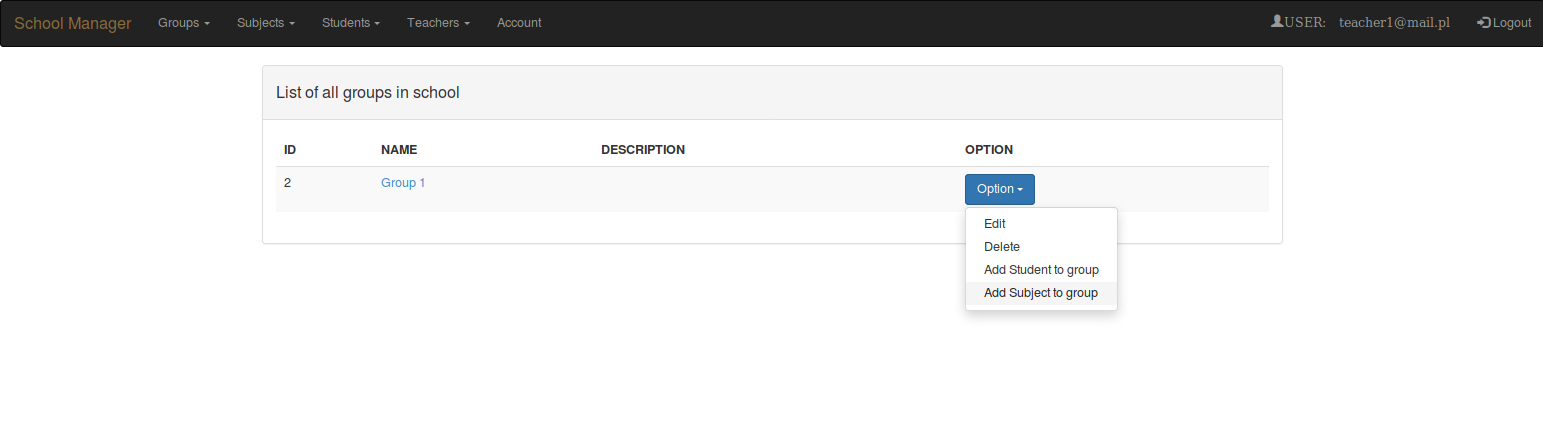 School Manager Groups Subjects Students Teachers Account USER: teacher1@mail.pl Logout
List of all groups in school
ID NAME DESCRIPTION OPTION
2 Group 1 Option
Edit
Delete
Add Student to group
Add Subject to group